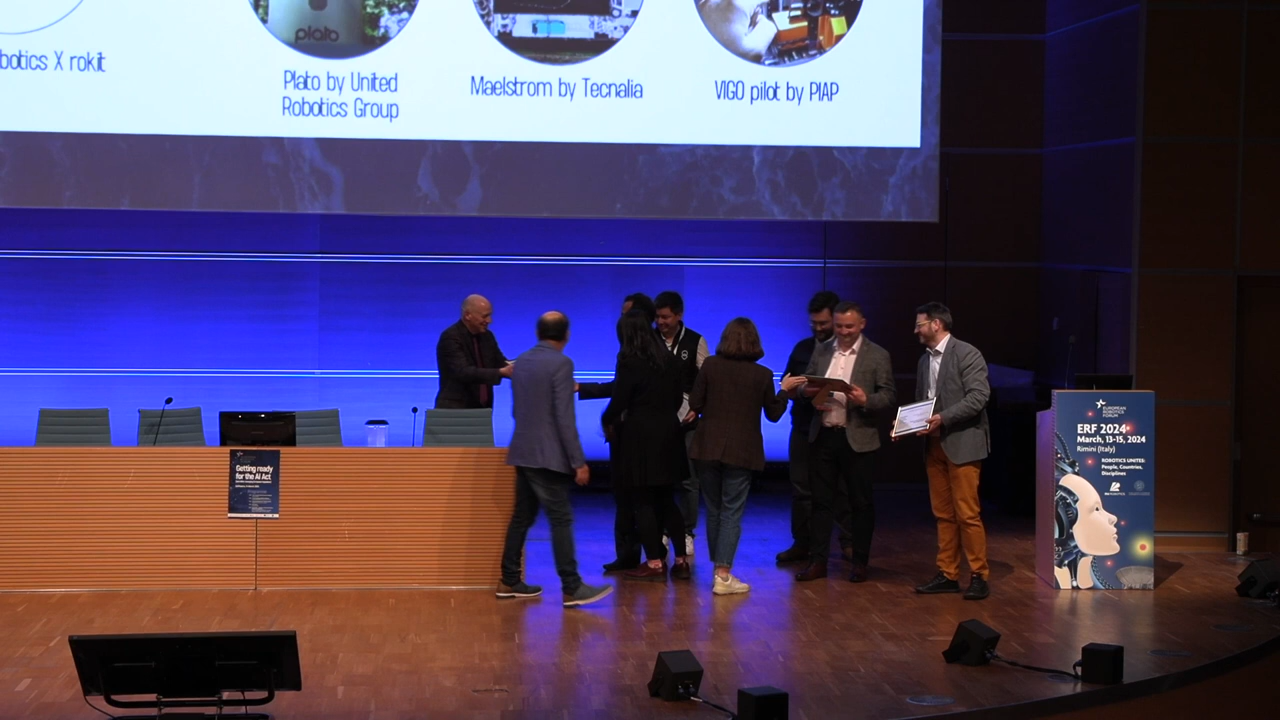 plato
botics X rokit
Plato by United
Robotics Group
Maelstrom by Tecnalia
VIGO pilot by PIAP
Getting ready
for the AI Act
EUROPEAN
ROBOTICS
FORUM
ERF 2024
March, 13-15, 2024
Rimini (Italy)
ROBOTICS UNITES:
People, Countries,
Disciplines